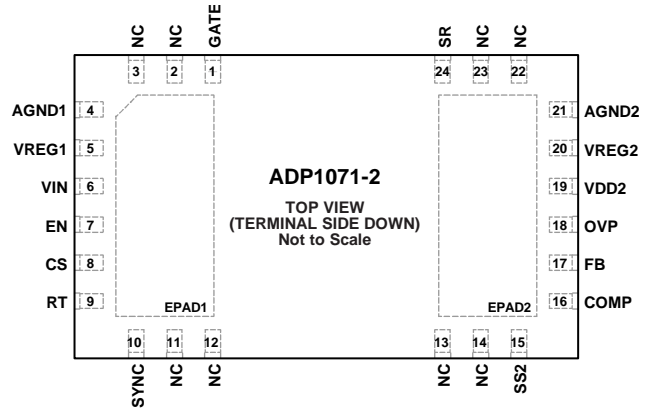 NC
NC
GATE
SR
NC
NC
3
2
1
24
23
22
AGND1 4
VREG1 5
VIN 6
EN 7
CS 8
RT 9
ADP1071-2
TOP VIEW
(TERMINAL SIDE DOWN)
Not to Scale
21 AGND2
20 VREG2
19 VDD2
18 OVP
17 FB
16 COMP
EPAD1
EPAD2
10
11
12
13
14
15
SYNC
NC
NC
NC
NC
SS2